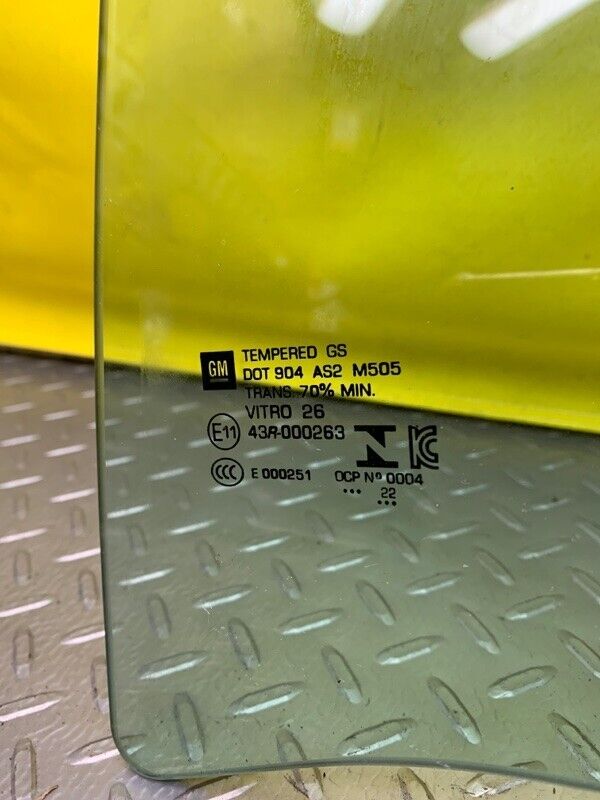 GM
TEMPERED GS
DOT 904 AS2 M505
TRANS. 70% MIN.
VITRO 26
E11 43R-000263
CCC E 000251 OCP Nº 0004
22